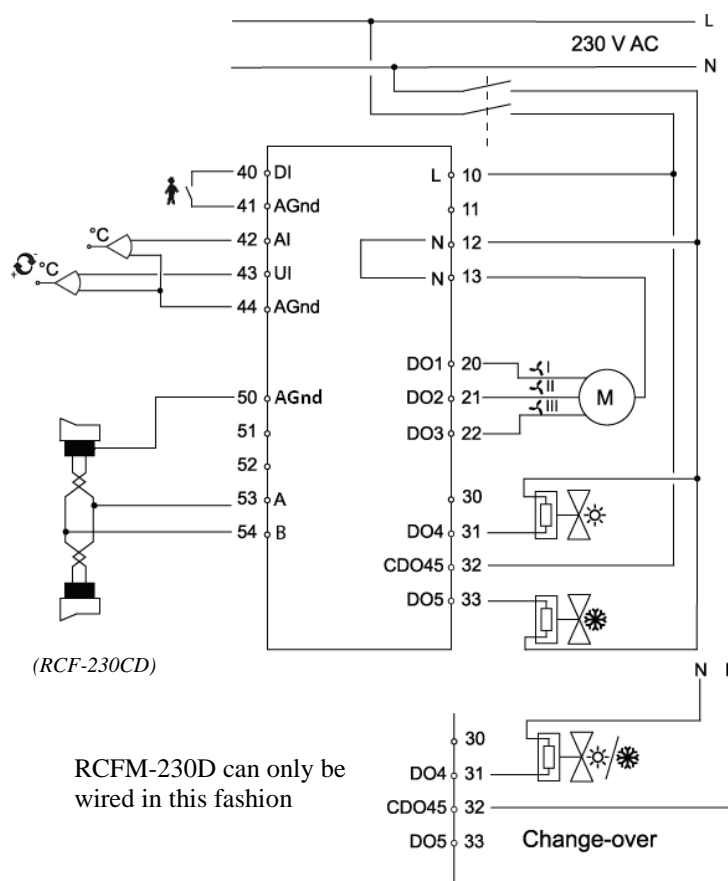 L
230 V AC
N
40 DI
L 10
41 AGnd
11
°C
42 AI
N 12
°C
43 UI
N 13
44 AGnd
DO1 20 I
50 AGnd
DO2 21 II
M
51
DO3 22 III
52
53 A
30
54 B
DO4 31
CDO45 32
DO5 33
(RCF-230CD)
N
30
RCFM-230D can only be
wired in this fashion
DO4 31
CDO45 32
DO5 33
Change-over